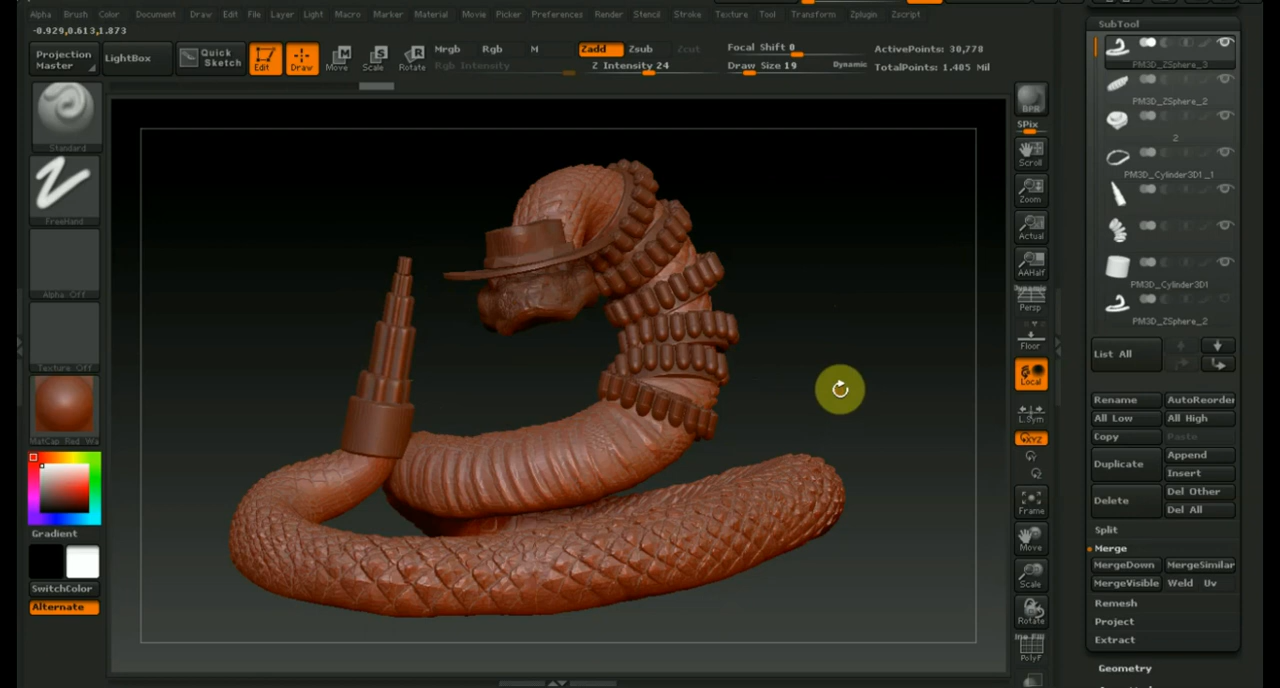 Alpha Brush Color Document Draw Edit File Layer Light Macro Marker Material Movie Picker Preferences Render Stencil Stroke Texture Tool Transform Zplugin Zscript
-0.929,0.613,1.873
Projection Master
LightBox
Quick Sketch
Edit
Draw
Move
Scale
Rotate
Mrgb Rgb M
Rgb Intensity
Zadd Zsub Zcut
Z Intensity 24
Focal Shift 0
Draw Size 19
Dynamic
ActivePoints: 30,778
TotalPoints: 1.405 Mil
Standard
FreeHand
Alpha Off
Texture Off
MatCap Red Wa
Gradient
SwitchColor
Alternate
BPR
SPix
Scroll
Zoom
Actual
AAHalf
Dynamic
Persp
Floor
Local
L.Sym
XYZ
Frame
Move
Scale
Rotate
PolyF
SubTool
PM3D_ZSphere_3
PM3D_ZSphere_2
2
PM3D_Cylinder3D1_1
PM3D_Cylinder3D1
PM3D_ZSphere_2
List All
Rename AutoReorder
All Low All High
Copy Paste
Duplicate
Append
Insert
Delete
Del Other
Del All
Split
Merge
MergeDown MergeSimilar
MergeVisible Weld Uv
Remesh
Project
Extract
Geometry